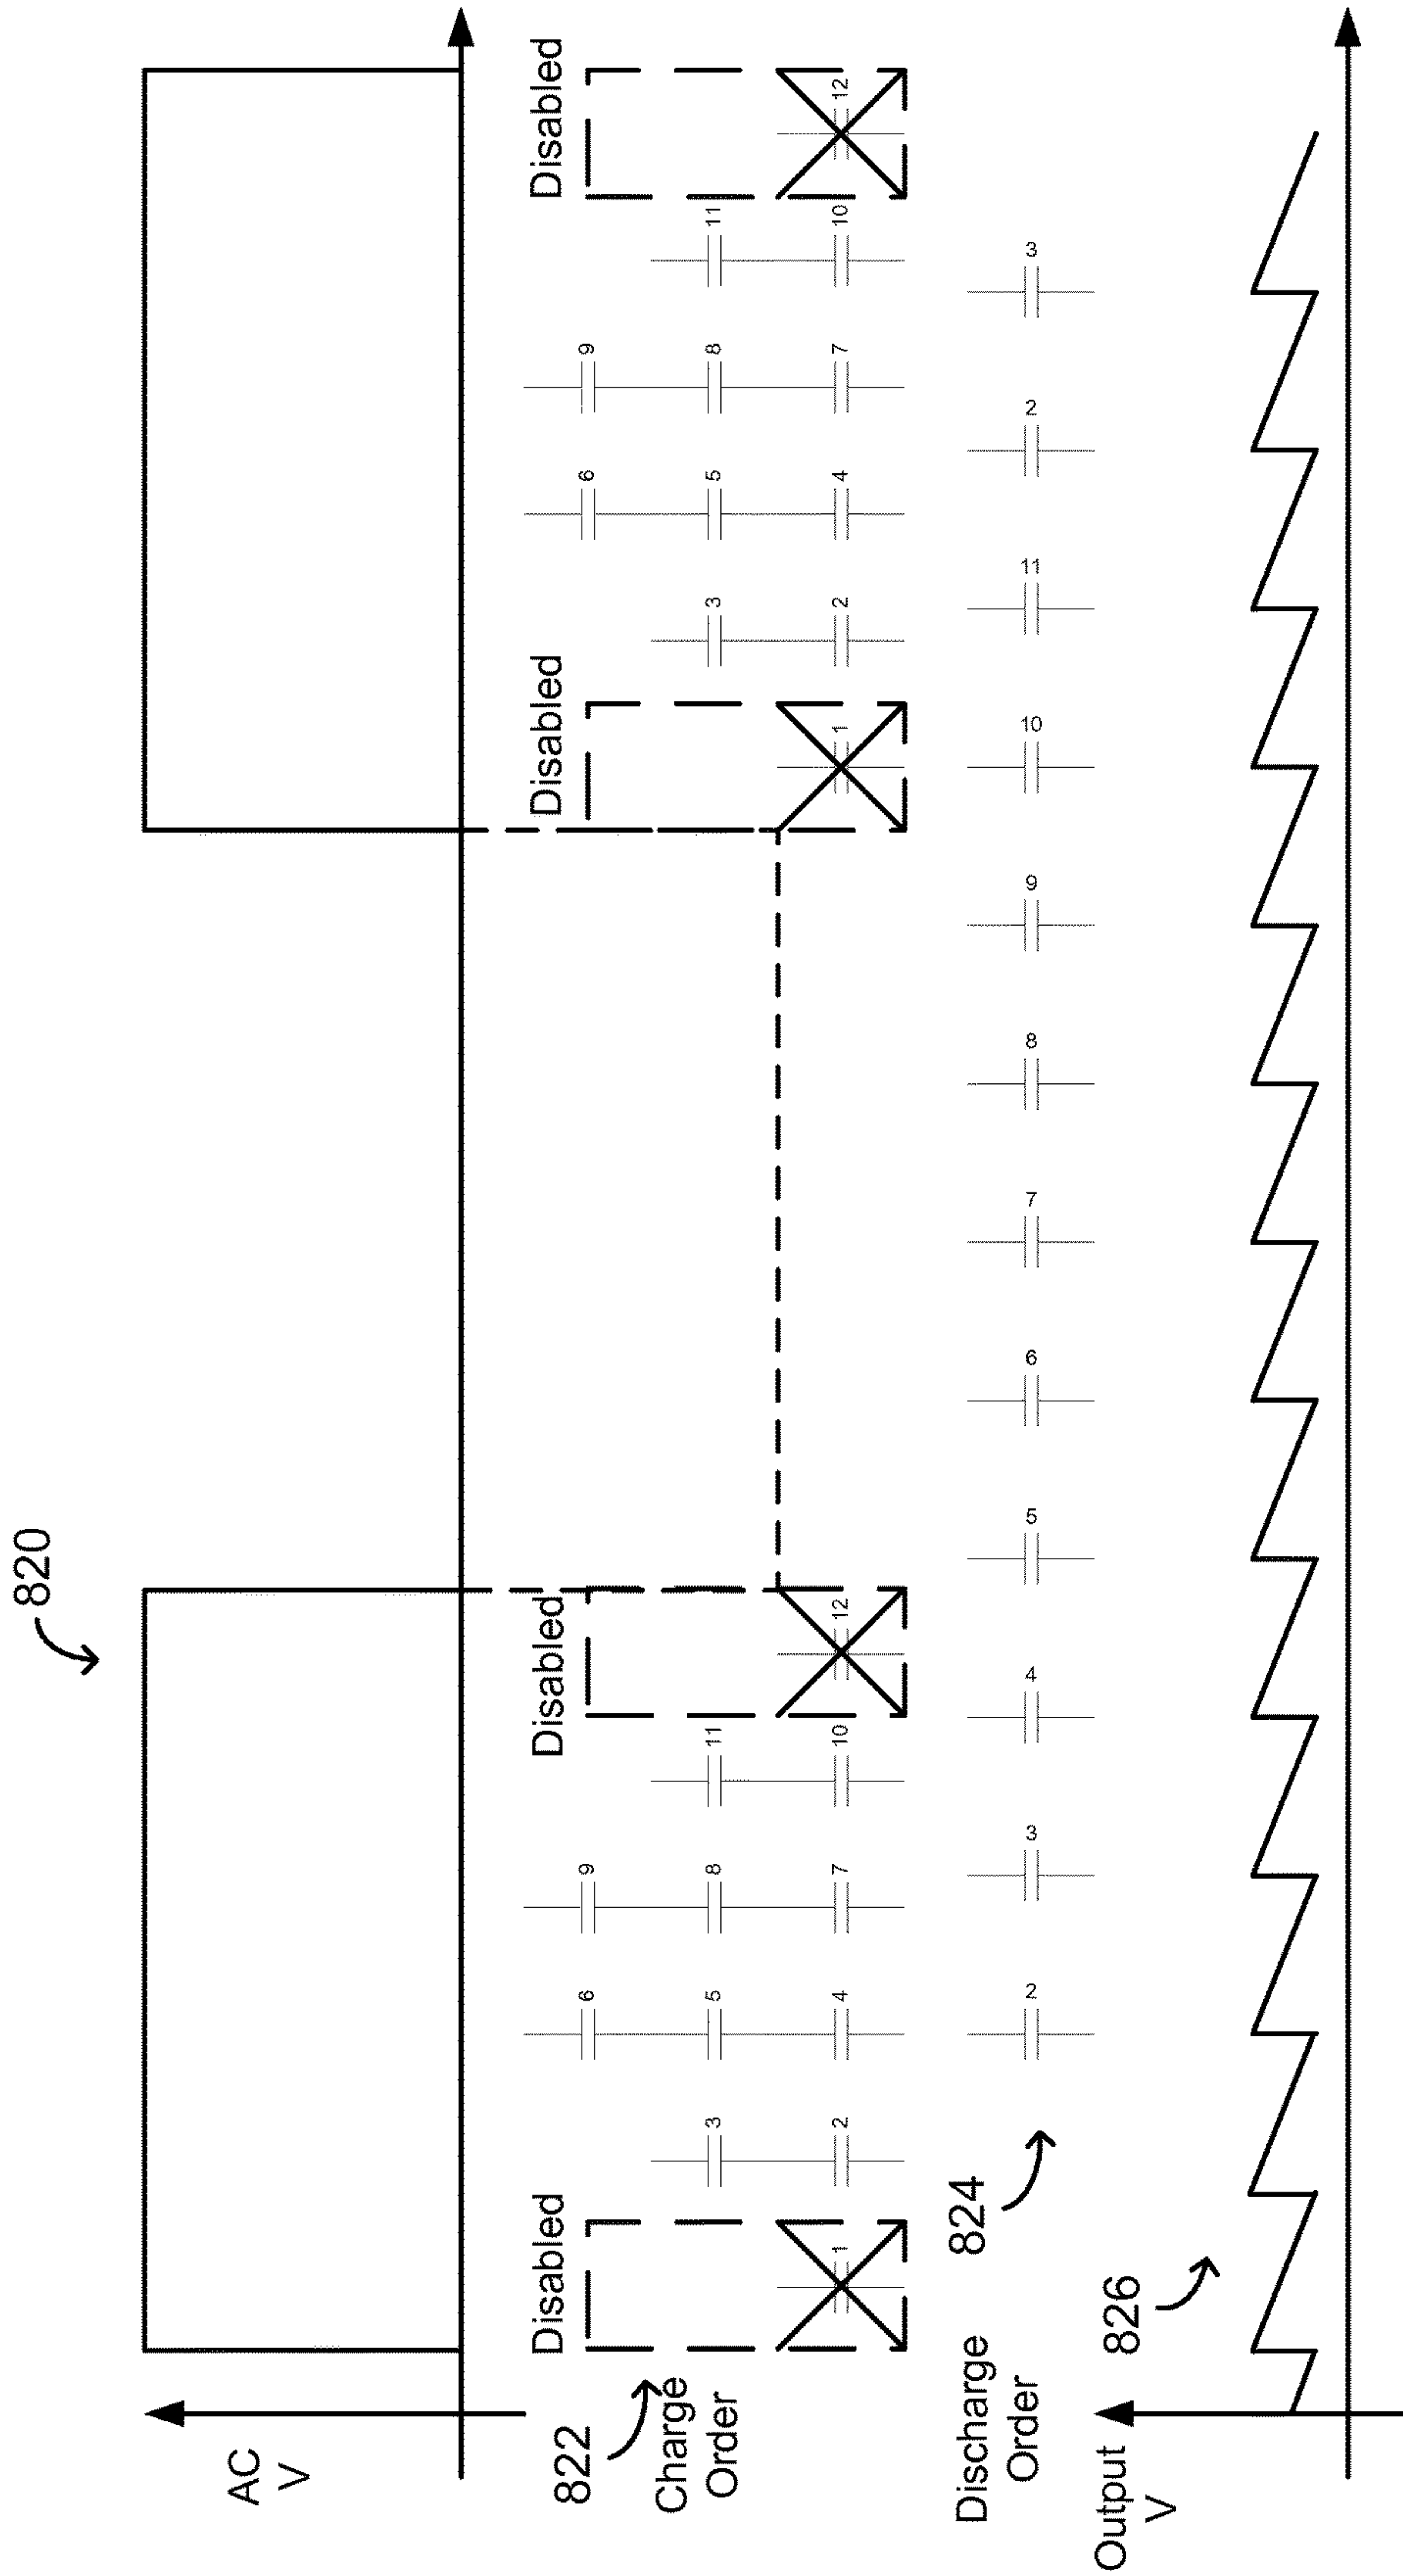 820
AC
V
Disabled Disabled Disabled Disabled
6 9 6 9
822
Charge
Order
3 5 8 11 3 5 8 11
1 2 4 7 10 12 1 2 4 7 10 12
824
Discharge
Order
2 3 4 5 6 7 8 9 10 11 2 3
826
Output
V